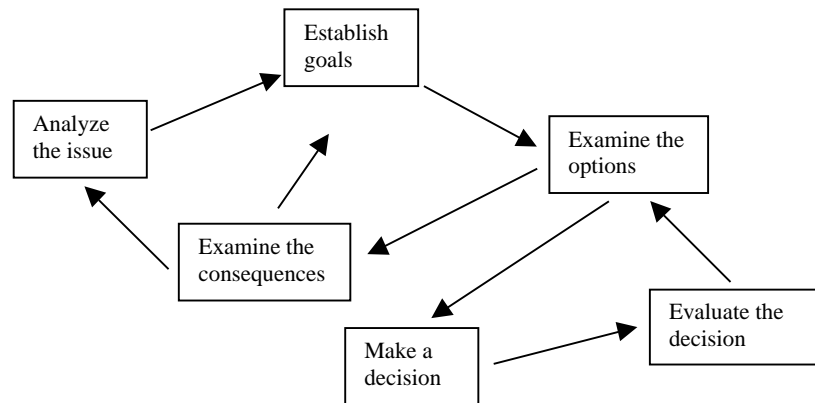 Establish
goals
Analyze
the issue
Examine the
options
Examine the
consequences
Evaluate the
decision
Make a
decision